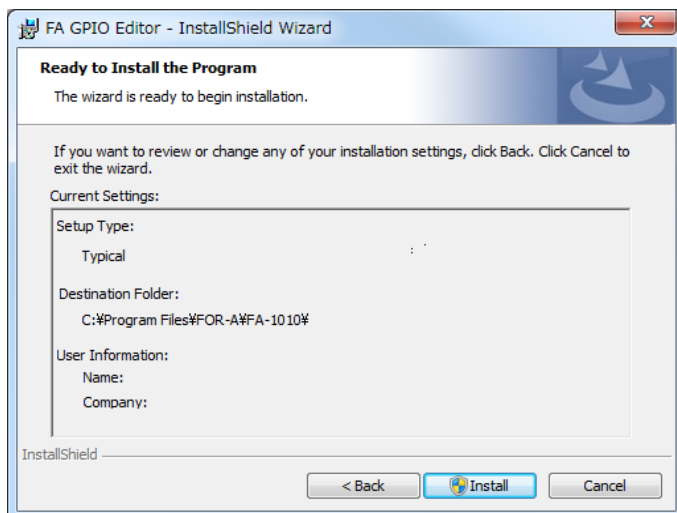 FA GPIO Editor - InstallShield Wizard
Ready to Install the Program
The wizard is ready to begin installation.
If you want to review or change any of your installation settings, click Back. Click Cancel to
exit the wizard.
Current Settings:
Setup Type:
Typical
Destination Folder:
C:¥Program Files¥FOR-A¥FA-1010¥
User Information:
Name:
Company:
InstallShield
< Back
Install
Cancel